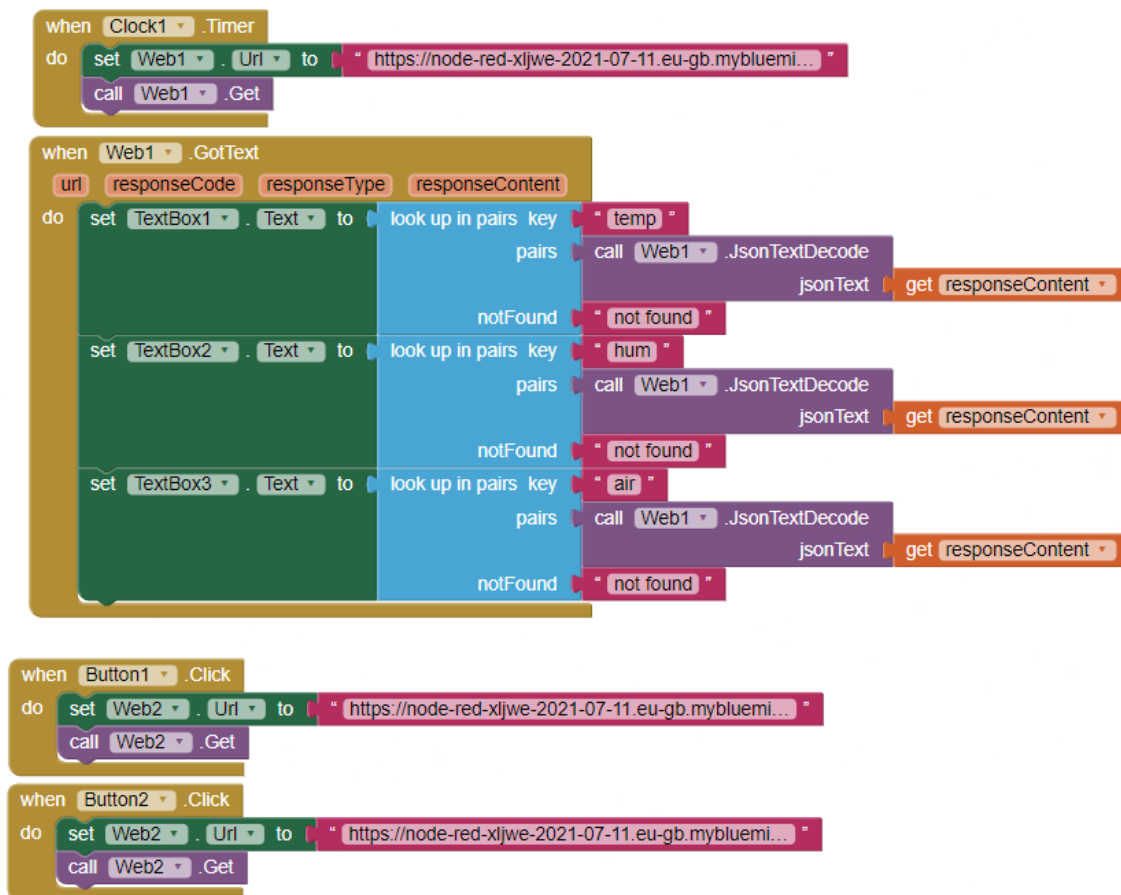 when Clock1 .Timer
do set Web1 . Url to " https://node-red-xljwe-2021-07-11.eu-gb.mybluemi... "
call Web1 .Get
when Web1 .GotText
url responseCode responseType responseContent
do set TextBox1 . Text to look up in pairs key " temp "
pairs call Web1 .JsonTextDecode
jsonText get responseContent
notFound " not found "
set TextBox2 . Text to look up in pairs key " hum "
pairs call Web1 .JsonTextDecode
jsonText get responseContent
notFound " not found "
set TextBox3 . Text to look up in pairs key " air "
pairs call Web1 .JsonTextDecode
jsonText get responseContent
notFound " not found "
when Button1 .Click
do set Web2 . Url to " https://node-red-xljwe-2021-07-11.eu-gb.mybluemi... "
call Web2 .Get
when Button2 .Click
do set Web2 . Url to " https://node-red-xljwe-2021-07-11.eu-gb.mybluemi... "
call Web2 .Get